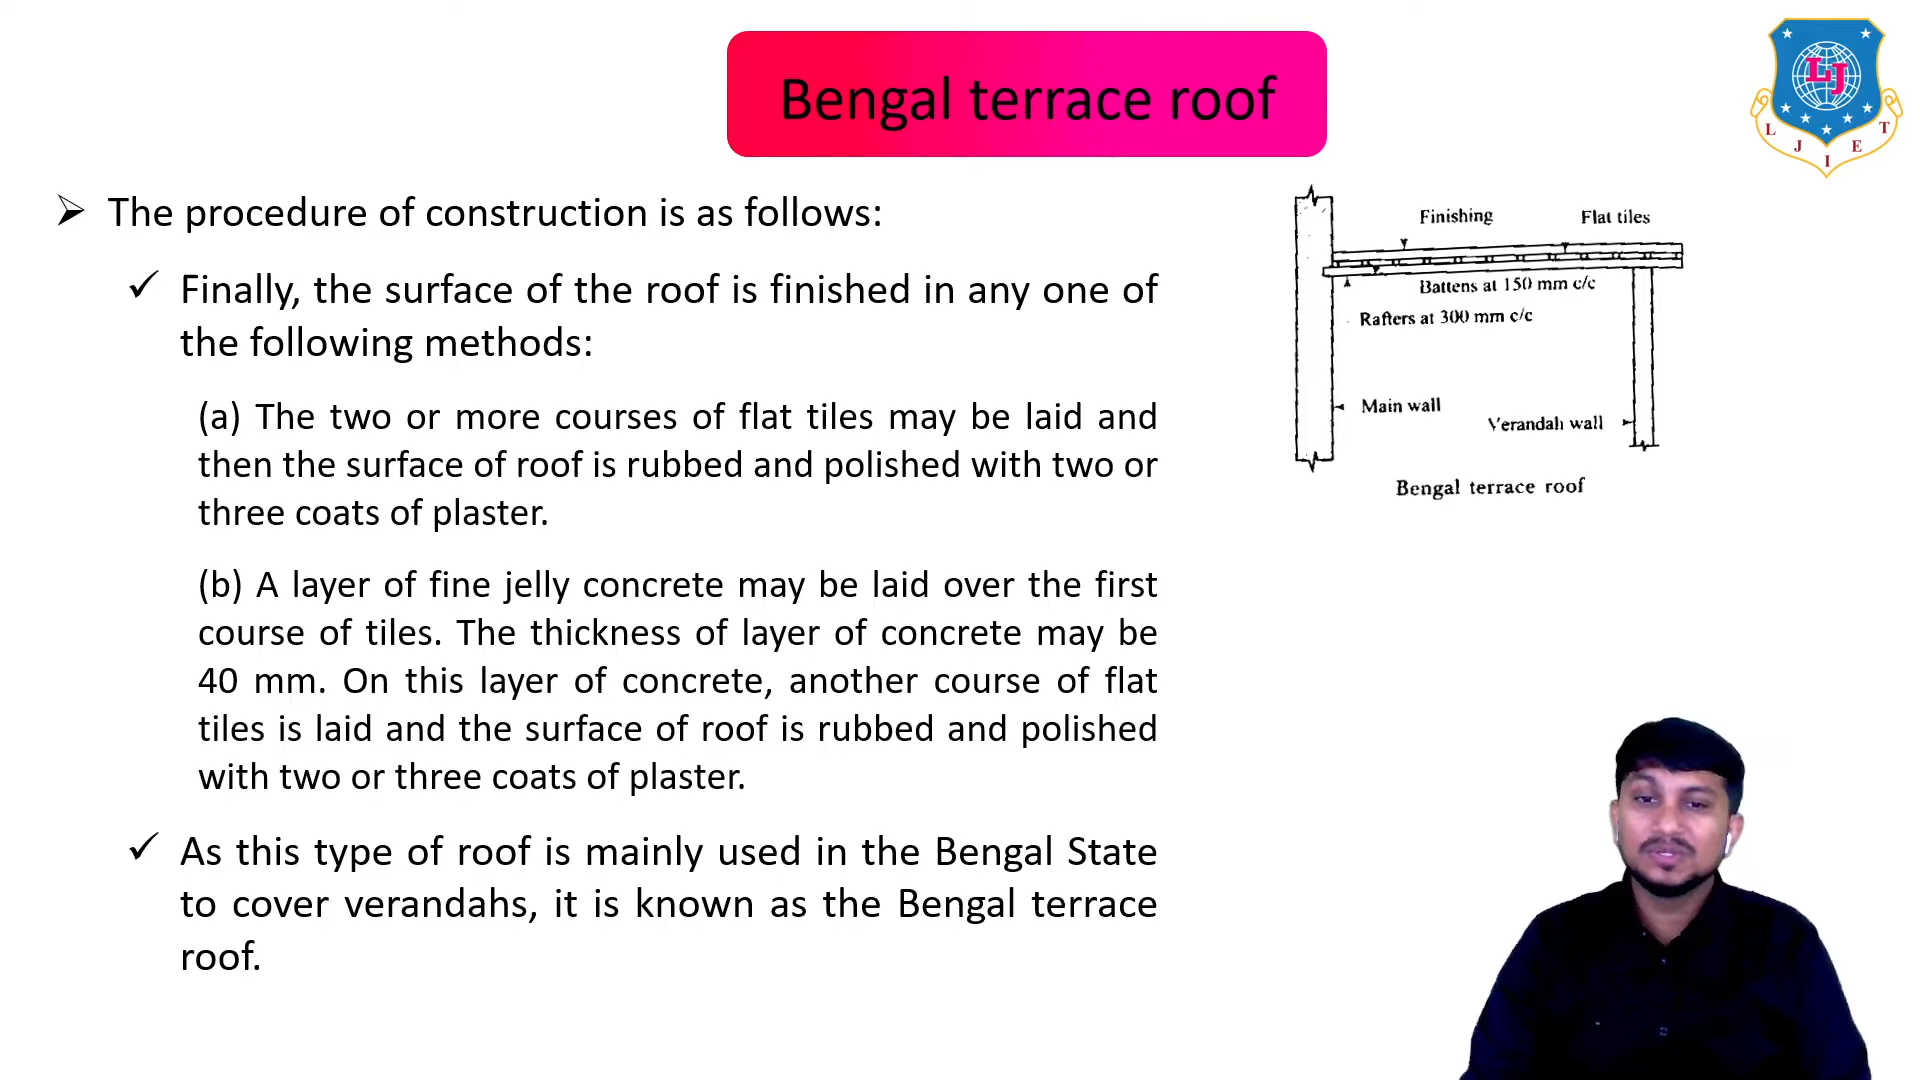 Bengal terrace roof
LJ
L J I E T
The procedure of construction is as follows:
Finally, the surface of the roof is finished in any one of
the following methods:
(a) The two or more courses of flat tiles may be laid and
then the surface of roof is rubbed and polished with two or
three coats of plaster.
(b) A layer of fine jelly concrete may be laid over the first
course of tiles. The thickness of layer of concrete may be
40 mm. On this layer of concrete, another course of flat
tiles is laid and the surface of roof is rubbed and polished
with two or three coats of plaster.
As this type of roof is mainly used in the Bengal State
to cover verandahs, it is known as the Bengal terrace
roof.
Finishing Flat tiles
Battens at 150 mm c/c
Rafters at 300 mm c/c
Main wall
Verandah wall
Bengal terrace roof